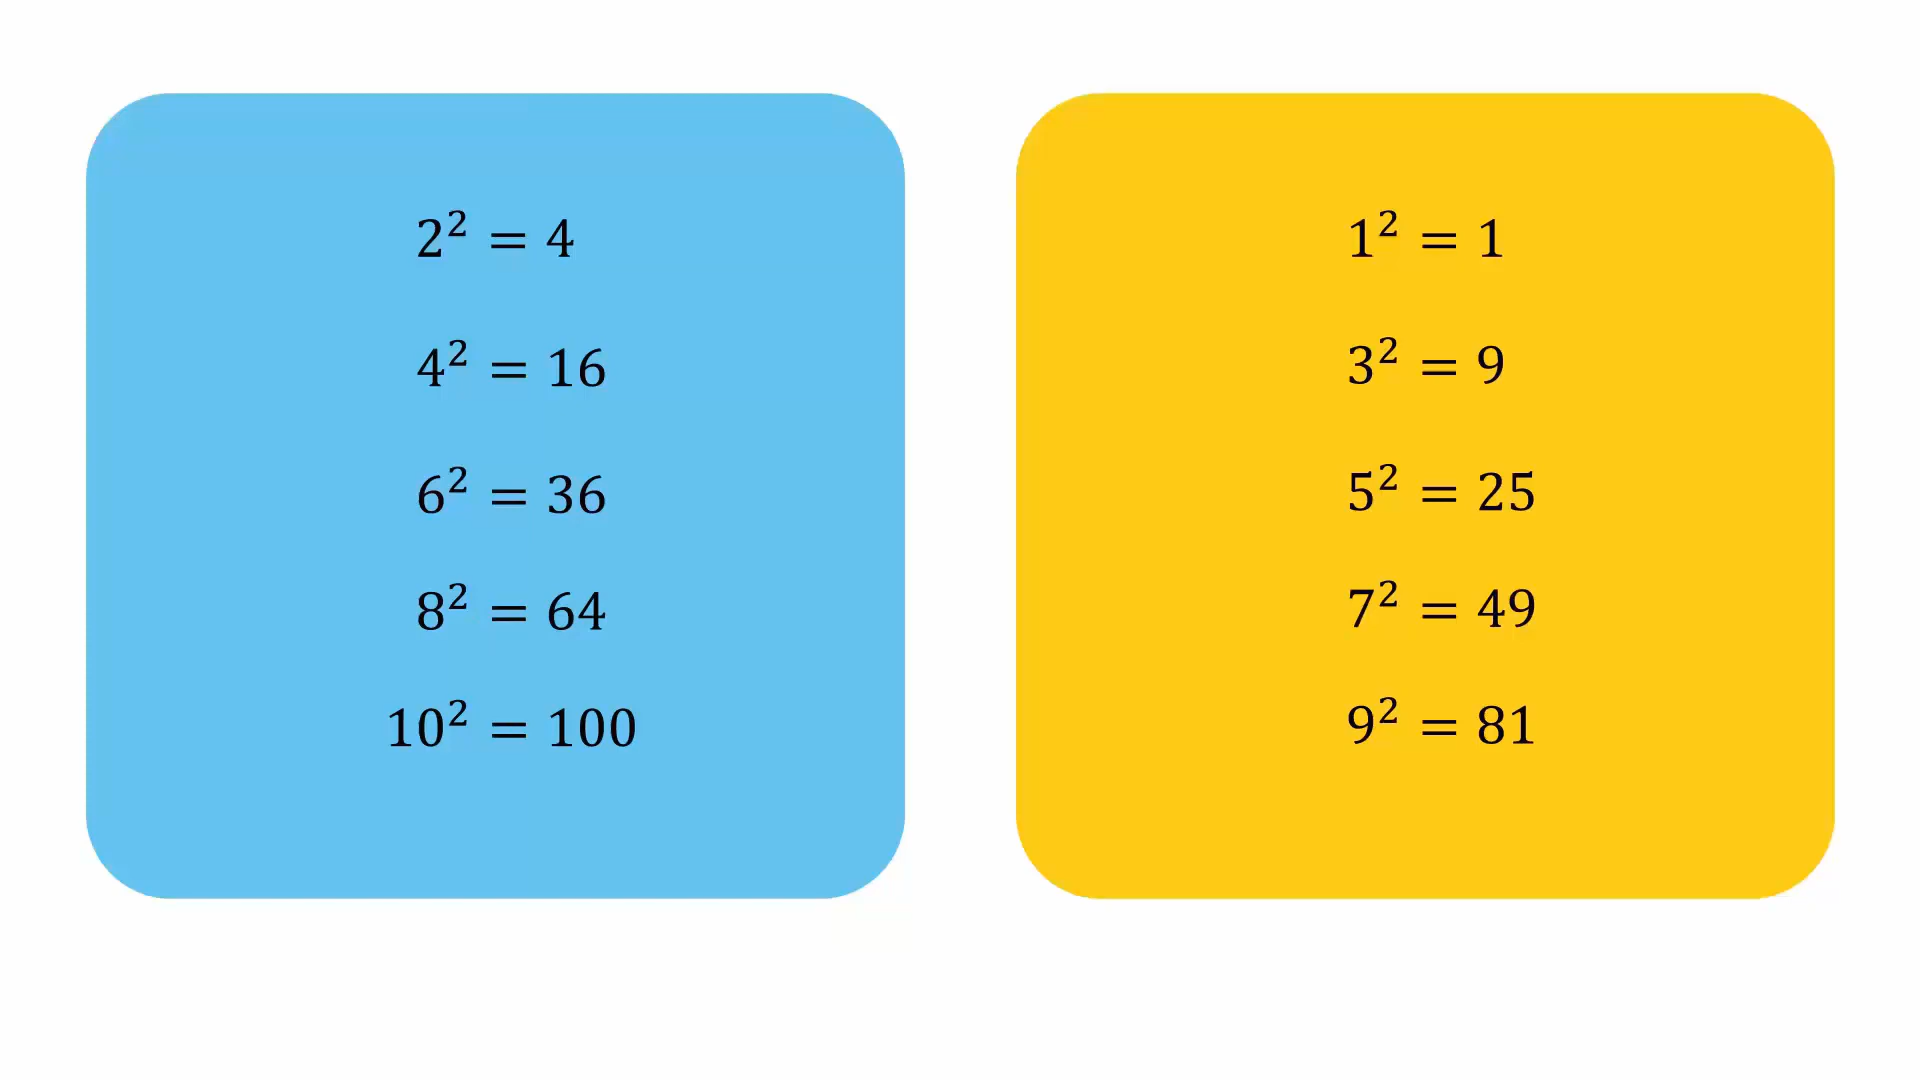 2² = 4
4² = 16
6² = 36
8² = 64
10² = 100
1² = 1
3² = 9
5² = 25
7² = 49
9² = 81